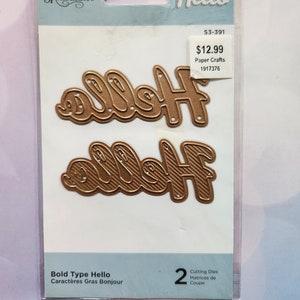 Hello
S3-391
$12.99
Paper Crafts
1917376
Hello
Hello
Bold Type Hello
Caractères Gras Bonjour
2 Cutting Dies
Matrices de
Coupe